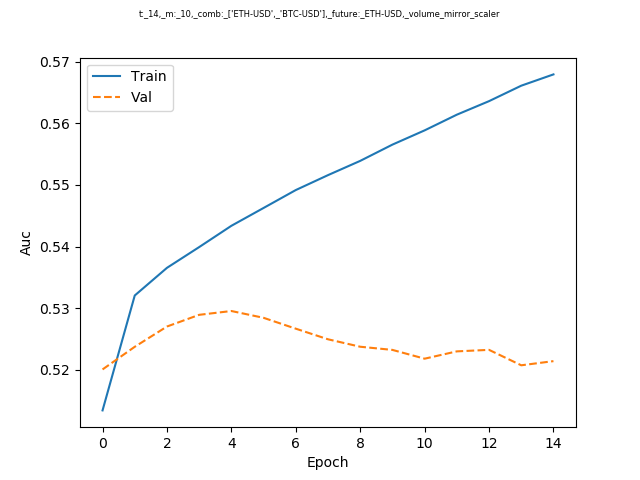 t:_14,_m:_10,_comb:_['ETH-USD',_'BTC-USD'],_future:_ETH-USD,_volume_mirror_scaler
Train
Val
0.57
0.56
0.55
0.54
0.53
0.52
Auc
0 2 4 6 8 10 12 14
Epoch